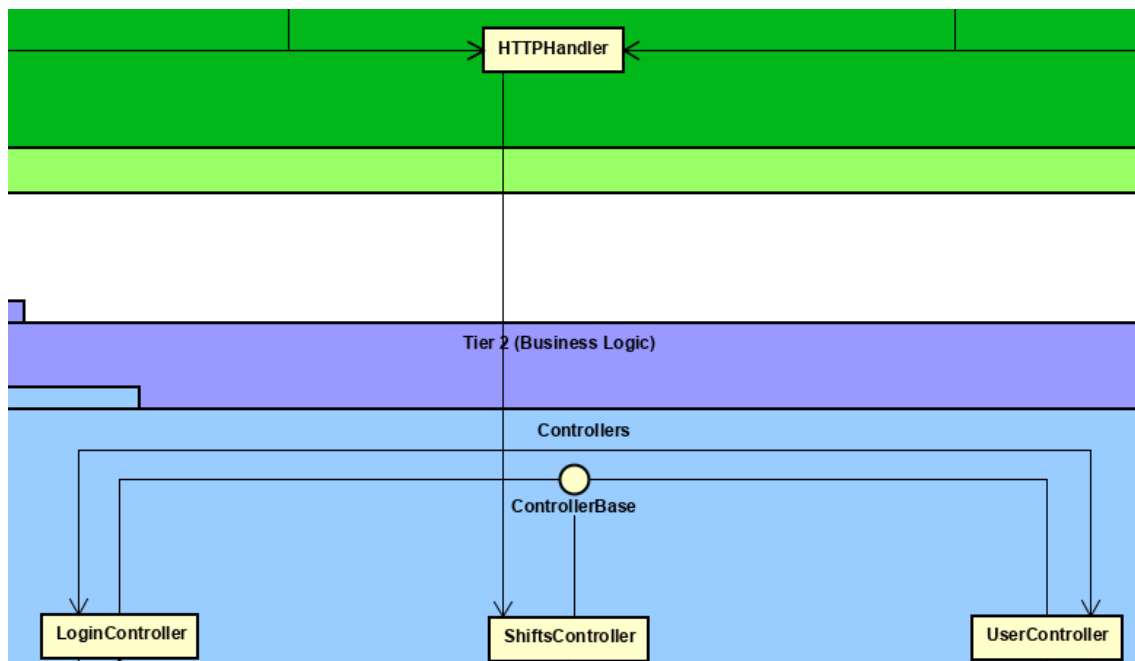 HTTPHandler
Tier 2 (Business Logic)
Controllers
ControllerBase
LoginController
ShiftsController
UserController